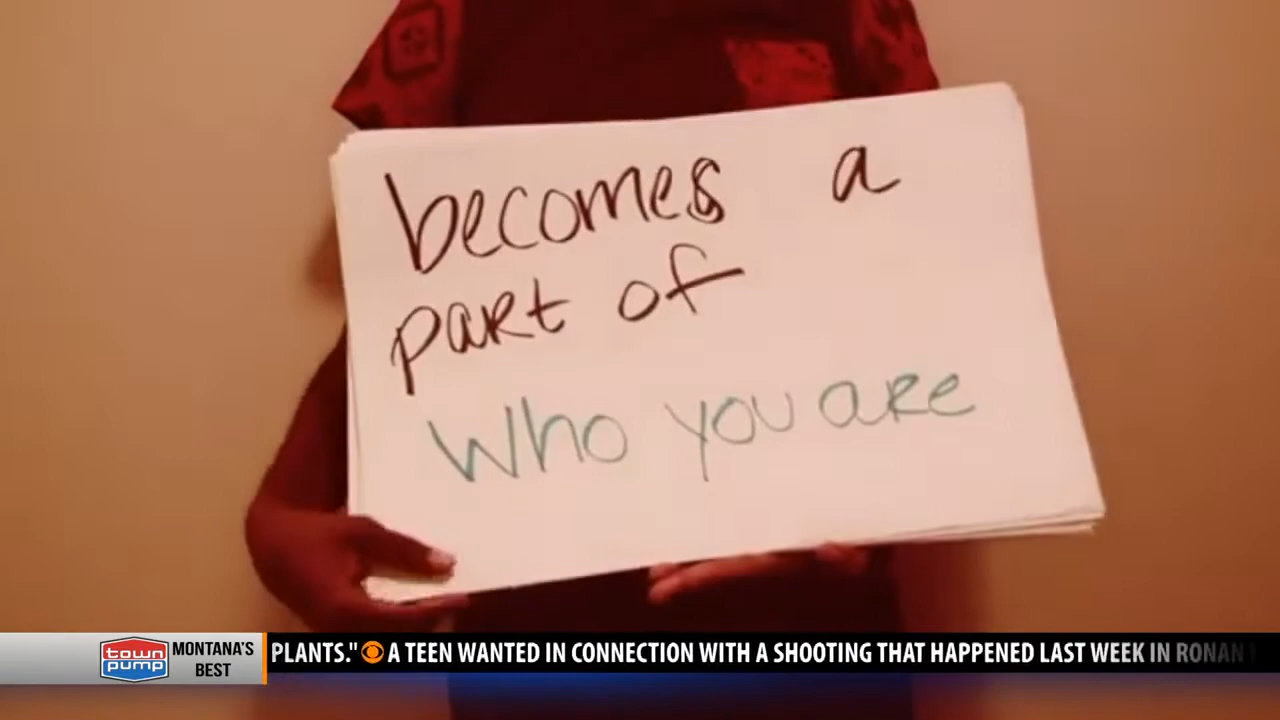 becomes a
part of
Who you are
town pump
MONTANA'S BEST
PLANTS." A TEEN WANTED IN CONNECTION WITH A SHOOTING THAT HAPPENED LAST WEEK IN RONAN